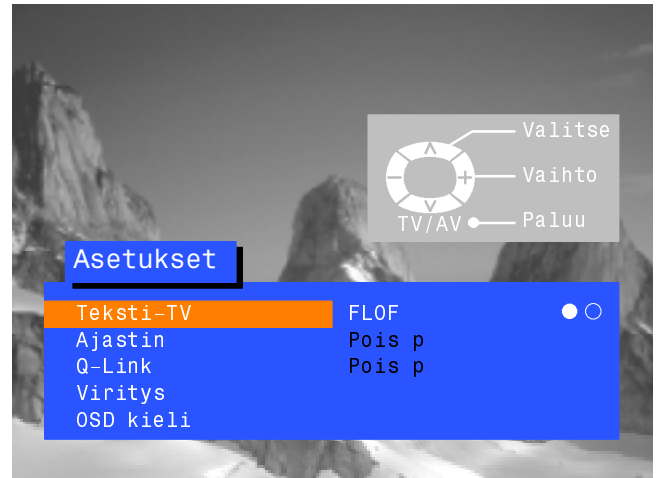 Valitse
Vaihto
TV/AV Paluu
Asetukset
Teksti-TV FLOF
Ajastin Pois p
Q-Link Pois p
Viritys
OSD kieli